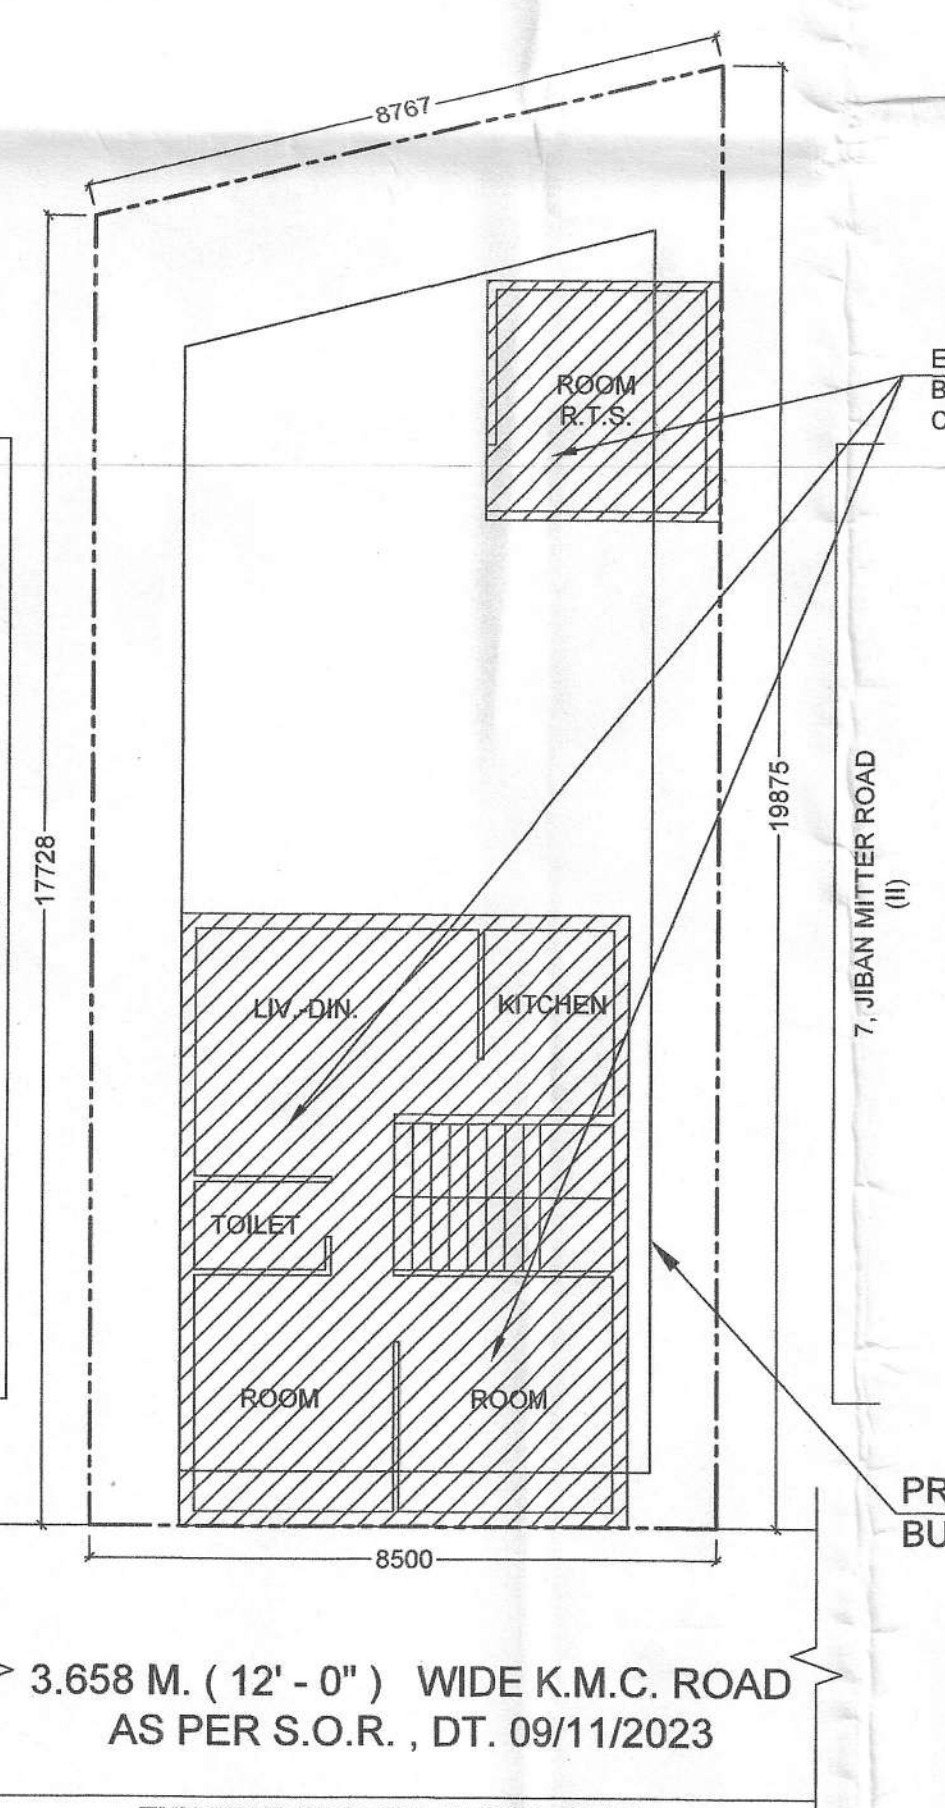 8767
ROOM
R.T.S.
E
B
C
17728
19875
7, JIBAN MITTER ROAD
(II)
LIV.-DIN.
KITCHEN
TOILET
ROOM
ROOM
PR
BU
8500
3.658 M. ( 12' - 0" ) WIDE K.M.C. ROAD
AS PER S.O.R. , DT. 09/11/2023